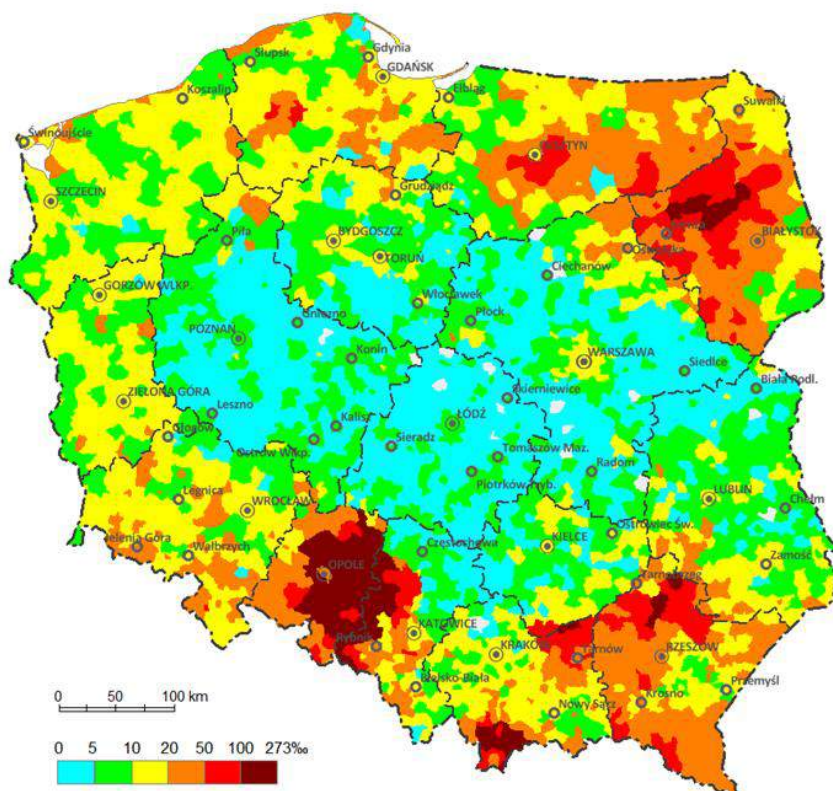 Słupsk
Gdynia
GDAŃSK
Koszalin
Elbląg
Suwałki
Świnoujście
SZCZECIN
Grudziądz
Piła
BYDGOSZCZ
TORUŃ
BIAŁYSTOK
Ciechanów
GORZÓW WLKP.
Gniezno
Włocławek
Płock
POZNAŃ
Konin
WARSZAWA
Siedlce
Biała Podl.
ZIELONA GÓRA
Leszno
Kalisz
Skierniewice
ŁÓDŹ
Głogów
Ostrów Wlkp.
Sieradz
Tomaszów Maz.
Radom
Piotrków Tryb.
Legnica
WROCŁAW
LUBLIN
Chełm
Jelenia Góra
Wałbrzych
Częstochowa
KIELCE
Ostrowiec Św.
Zamość
OPOLE
Tarnobrzeg
KATOWICE
Rybnik
KRAKÓW
Tarnów
RZESZÓW
Bielsko-Biała
Nowy Sącz
Krosno
Przemyśl
0 50 100 km
0 5 10 20 50 100 273‰